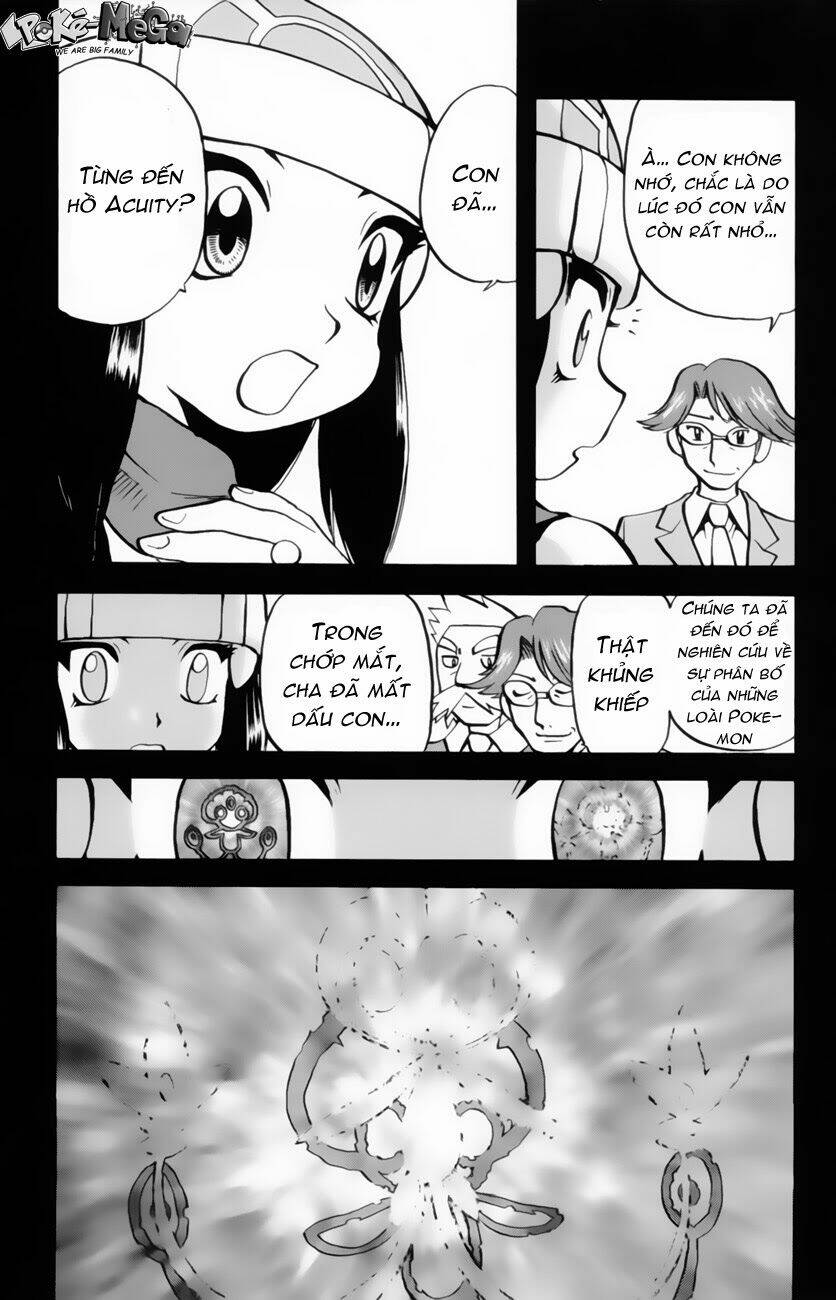 Poké-Mega
WE ARE BIG FAMILY
À... CON KHÔNG
NHỚ, CHẮC LÀ DO
LÚC ĐÓ CON VẪN
CÒN RẤT NHỎ...
CON
ĐÃ...
TỪNG ĐẾN
HỒ ACUITY?
CHÚNG TA ĐÃ
ĐẾN ĐÓ ĐỂ
NGHIÊN CỨU VỀ
SỰ PHÂN BỐ
CỦA NHỮNG
LOÀI POKE-
MON
THẬT
KHỦNG
KHIẾP
TRONG
CHỚP MẮT,
CHA ĐÃ MẤT
DẤU CON...